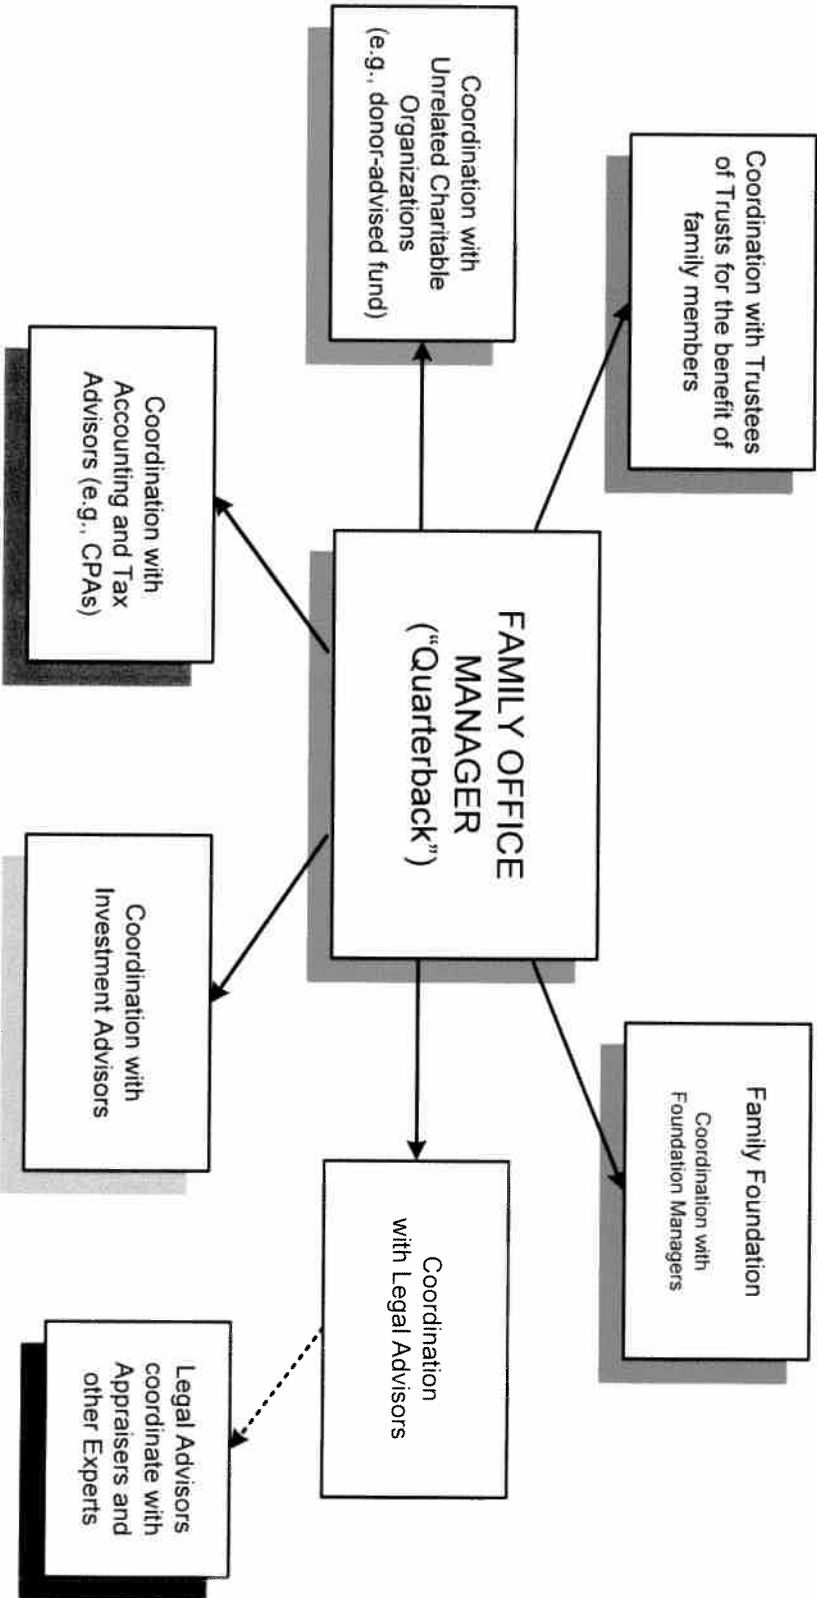 Coordination with Trustees
of Trusts for the benefit of
family members
Family Foundation
Coordination with
Foundation Managers
Coordination with
Unrelated Charitable
Organizations
(e.g., donor-advised fund)
FAMILY OFFICE
MANAGER
("Quarterback")
Coordination
with Legal Advisors
Coordination with
Accounting and Tax
Advisors (e.g., CPAs)
Coordination with
Investment Advisors
Legal Advisors
coordinate with
Appraisers and
other Experts